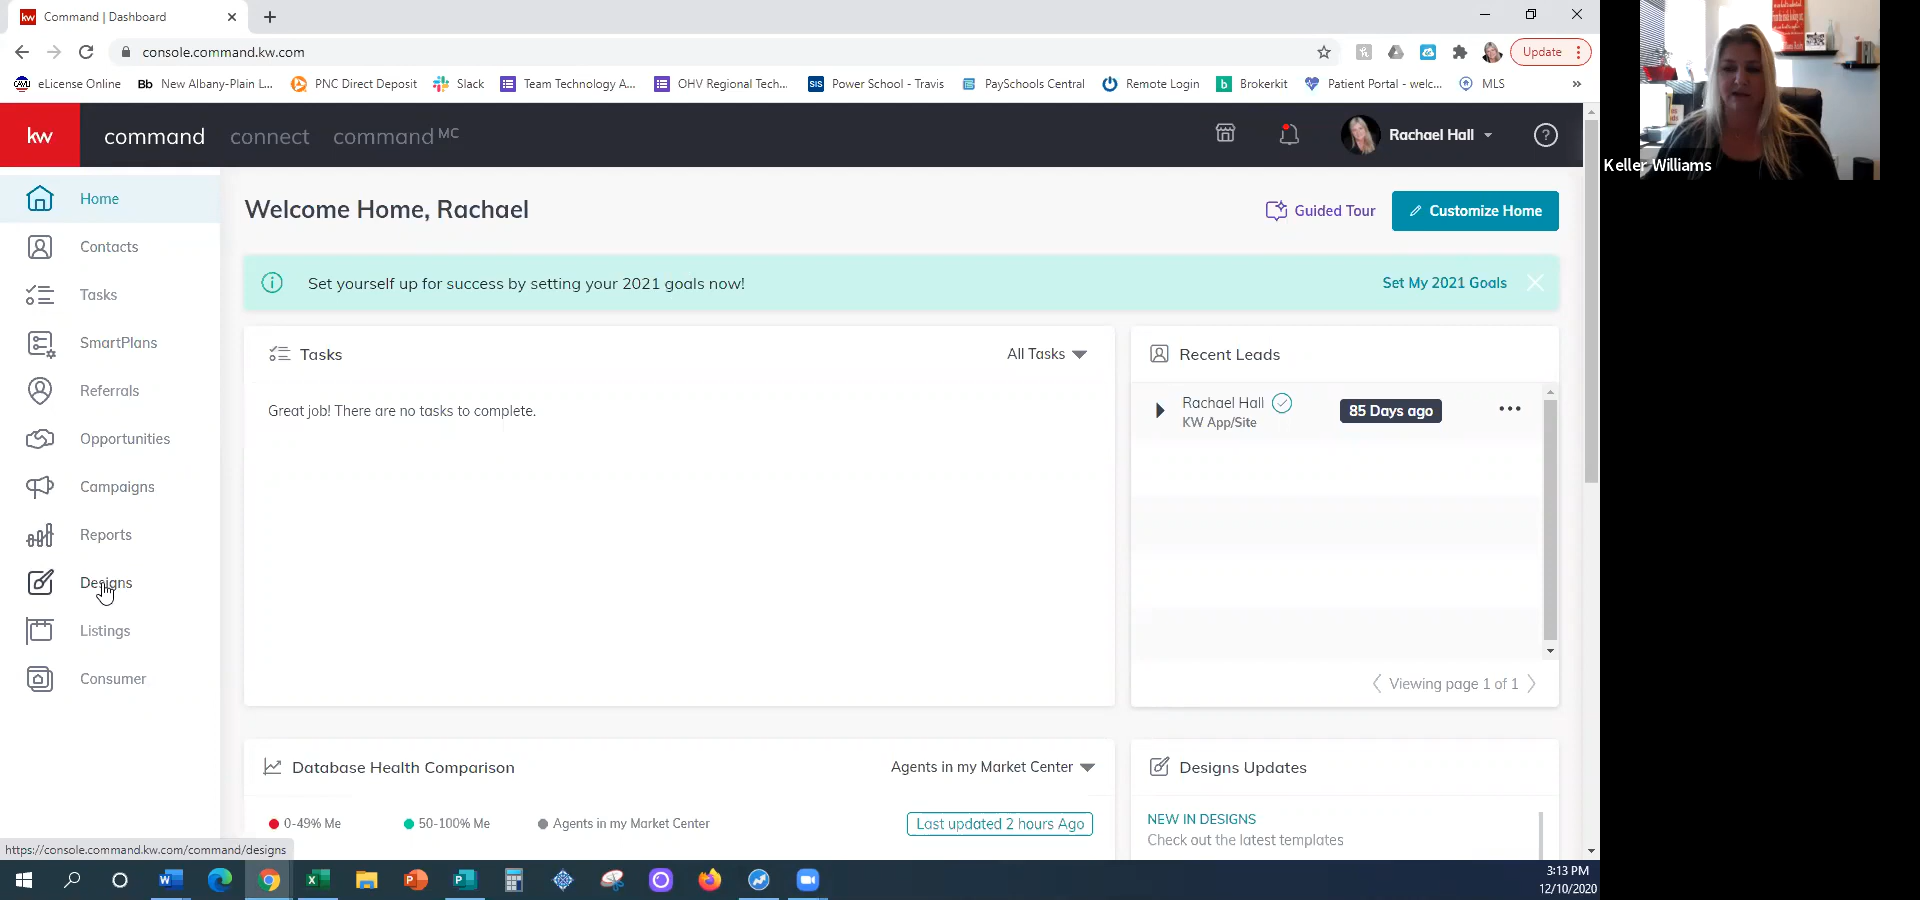 kw
Command | Dashboard
console.command.kw.com
Update
eLicense Online
Bb New Albany-Plain L...
PNC Direct Deposit
Slack
Team Technology A...
OHV Regional Tech...
SIS Power School - Travis
PaySchools Central
Remote Login
b Brokerkit
Patient Portal - welc...
MLS
»
kw command connect command MC
Rachael Hall
?
Keller Williams
Home
Contacts
Tasks
SmartPlans
Referrals
Opportunities
Campaigns
Reports
Designs
Listings
Consumer
Welcome Home, Rachael
Guided Tour
Customize Home
Set yourself up for success by setting your 2021 goals now!
Set My 2021 Goals
Tasks
All Tasks
Great job! There are no tasks to complete.
Recent Leads
Rachael Hall
KW App/Site
85 Days ago
Viewing page 1 of 1
Database Health Comparison
Agents in my Market Center
0-49% Me
50-100% Me
Agents in my Market Center
Last updated 2 hours Ago
Designs Updates
NEW IN DESIGNS
Check out the latest templates
https://console.command.kw.com/command/designs
3:13 PM
12/10/2020